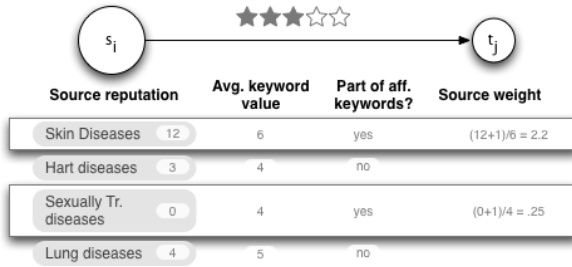 si
tj
Source reputation
Avg. keyword
value
Part of aff.
keywords?
Source weight
Skin Diseases 12 6 yes (12+1)/6 = 2.2
Hart diseases 3 4 no
Sexually Tr.
diseases 0 4 yes (0+1)/4 = .25
Lung diseases 4 5 no